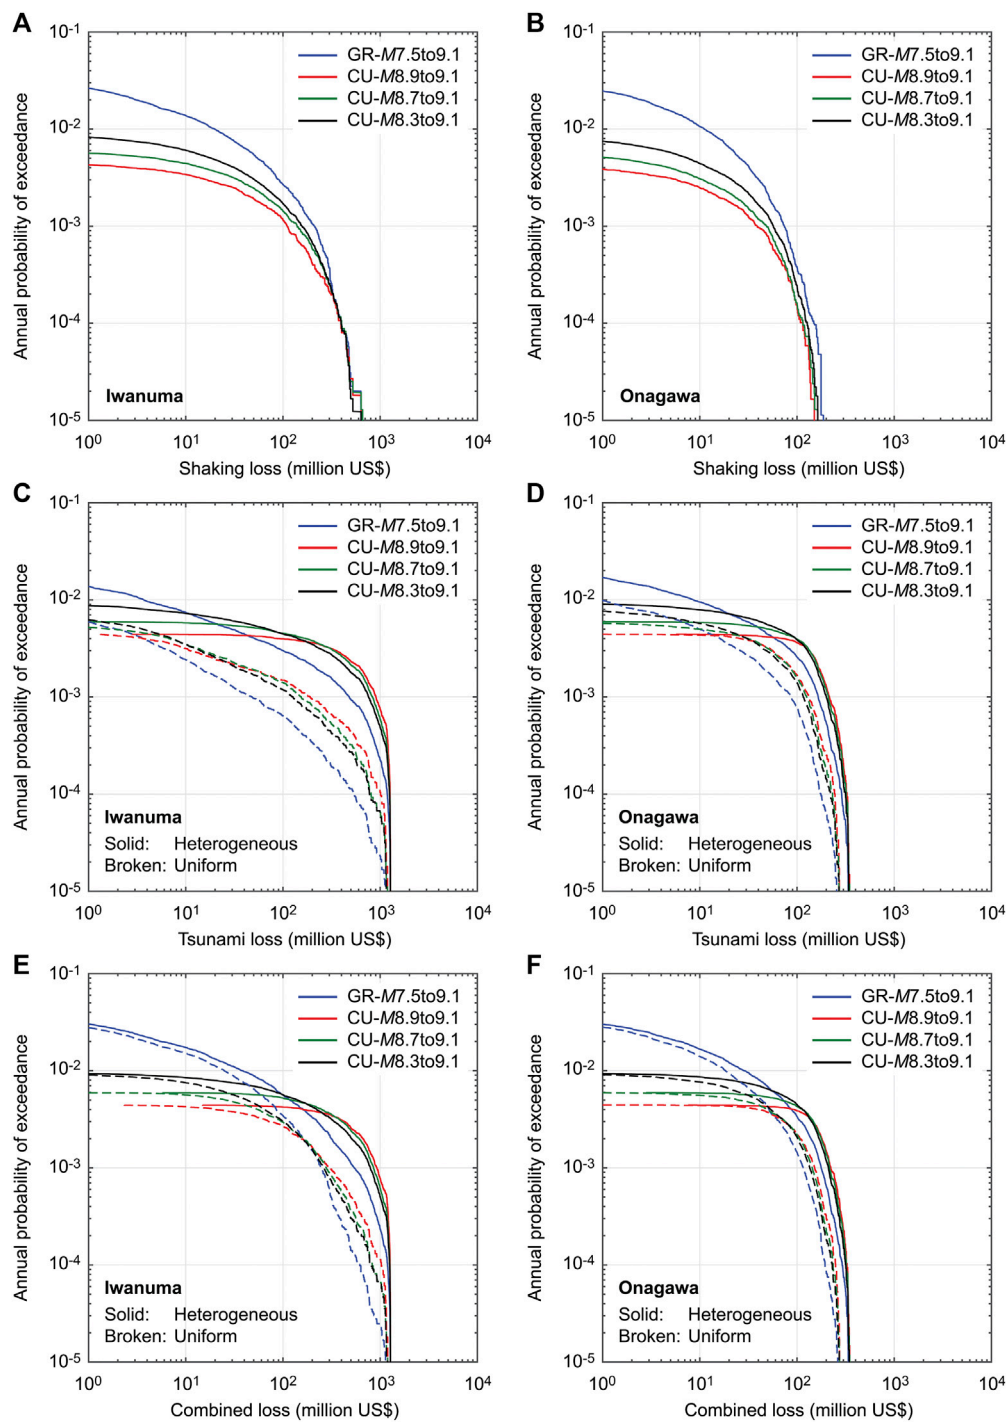 A
10⁻¹
10⁻²
10⁻³
10⁻⁴
10⁻⁵
Annual probability of exceedance
GR-M7.5to9.1
CU-M8.9to9.1
CU-M8.7to9.1
CU-M8.3to9.1
Iwanuma
10⁰ 10¹ 10² 10³ 10⁴
Shaking loss (million US$)
B
10⁻¹
10⁻²
10⁻³
10⁻⁴
10⁻⁵
Annual probability of exceedance
GR-M7.5to9.1
CU-M8.9to9.1
CU-M8.7to9.1
CU-M8.3to9.1
Onagawa
10⁰ 10¹ 10² 10³ 10⁴
Shaking loss (million US$)
C
10⁻¹
10⁻²
10⁻³
10⁻⁴
10⁻⁵
Annual probability of exceedance
GR-M7.5to9.1
CU-M8.9to9.1
CU-M8.7to9.1
CU-M8.3to9.1
Iwanuma
Solid: Heterogeneous
Broken: Uniform
10⁰ 10¹ 10² 10³ 10⁴
Tsunami loss (million US$)
D
10⁻¹
10⁻²
10⁻³
10⁻⁴
10⁻⁵
Annual probability of exceedance
GR-M7.5to9.1
CU-M8.9to9.1
CU-M8.7to9.1
CU-M8.3to9.1
Onagawa
Solid: Heterogeneous
Broken: Uniform
10⁰ 10¹ 10² 10³ 10⁴
Tsunami loss (million US$)
E
10⁻¹
10⁻²
10⁻³
10⁻⁴
10⁻⁵
Annual probability of exceedance
GR-M7.5to9.1
CU-M8.9to9.1
CU-M8.7to9.1
CU-M8.3to9.1
Iwanuma
Solid: Heterogeneous
Broken: Uniform
10⁰ 10¹ 10² 10³ 10⁴
Combined loss (million US$)
F
10⁻¹
10⁻²
10⁻³
10⁻⁴
10⁻⁵
Annual probability of exceedance
GR-M7.5to9.1
CU-M8.9to9.1
CU-M8.7to9.1
CU-M8.3to9.1
Onagawa
Solid: Heterogeneous
Broken: Uniform
10⁰ 10¹ 10² 10³ 10⁴
Combined loss (million US$)